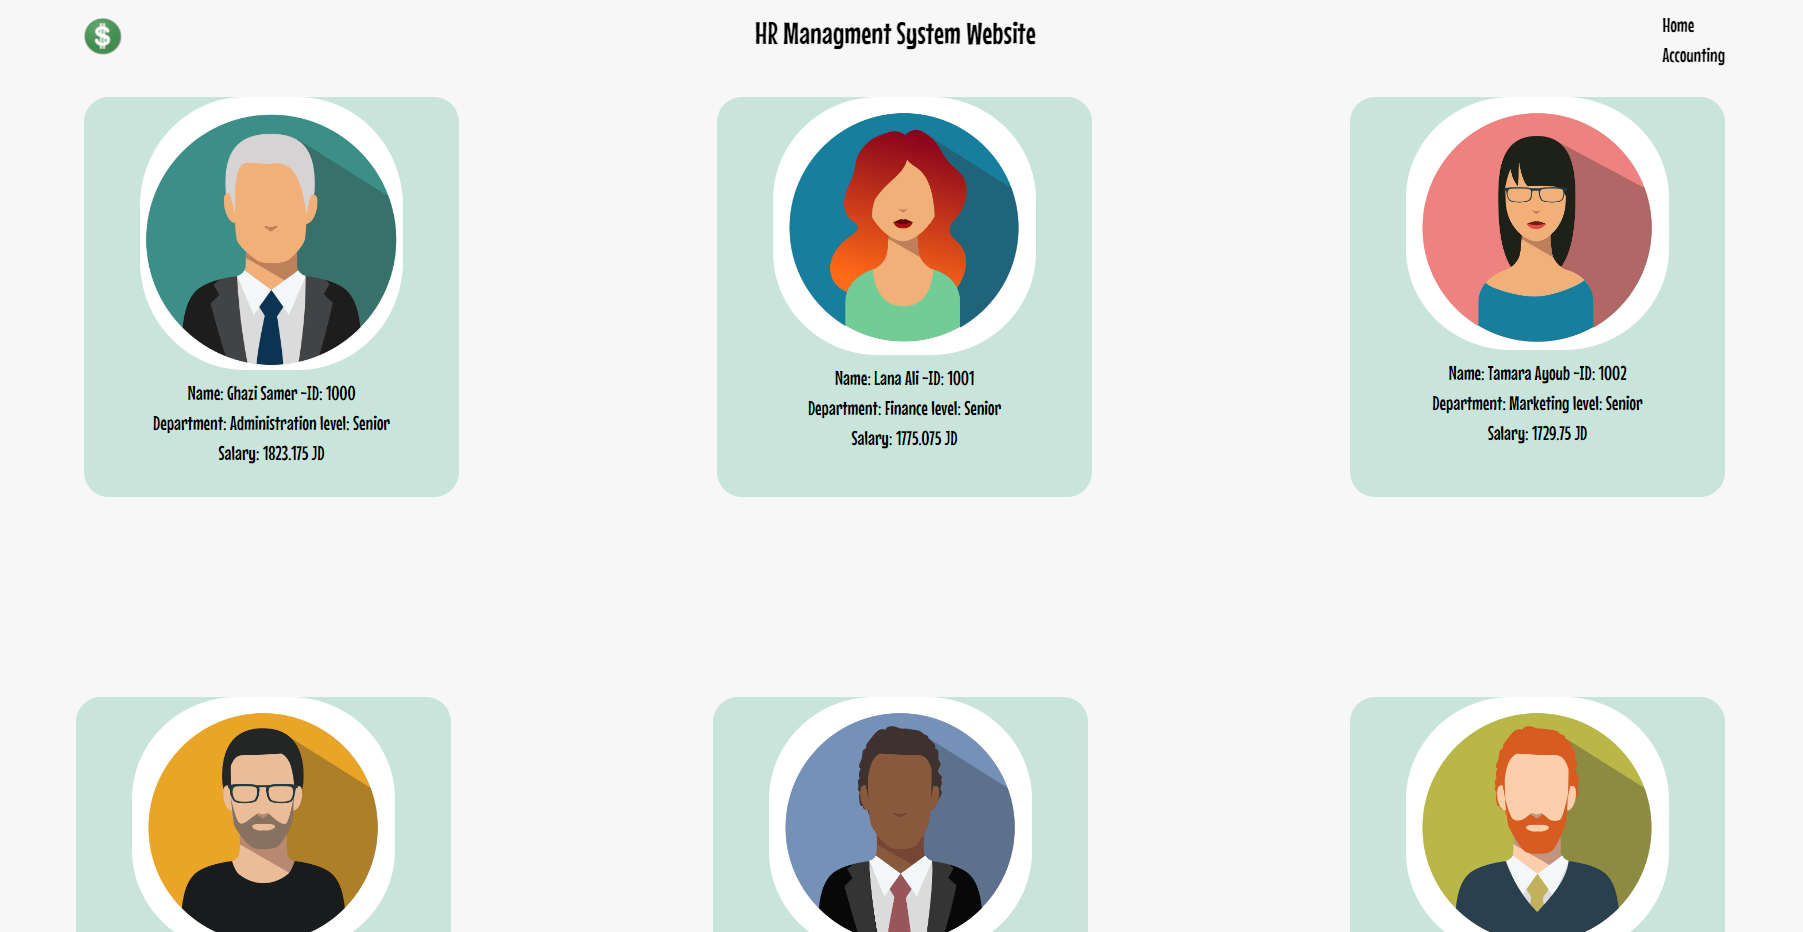 $
HR Managment System Website
Home
Accounting
Name: Ghazi Samer -ID: 1000
Department: Administration level: Senior
Salary: 1823.175 JD
Name: Lana Ali -ID: 1001
Department: Finance level: Senior
Salary: 1775.075 JD
Name: Tamara Ayoub -ID: 1002
Department: Marketing level: Senior
Salary: 1729.75 JD